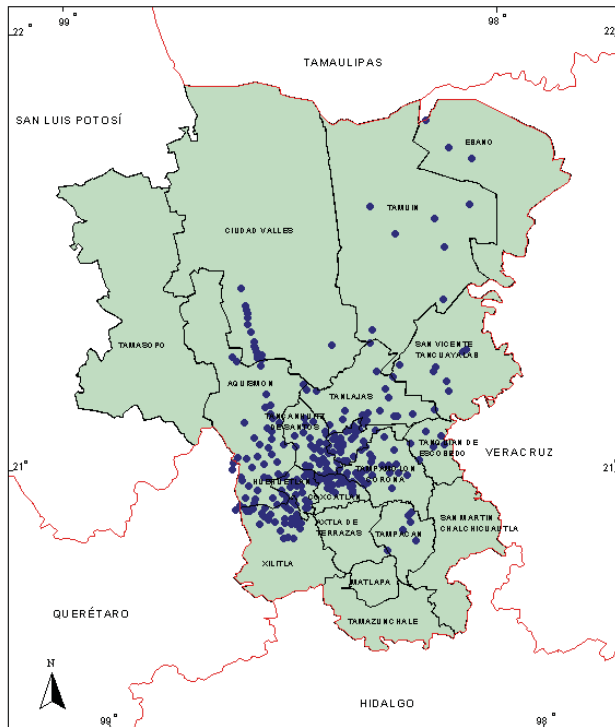 99°
98°
22°
22
TAMAULIPAS
SAN LUIS POTOSÍ
EBANO
TAMUIN
CIUDAD VALLES
TAMASOPO
SAN VICENTE
TANCUAYALAB
AQUISMON
TANLAJAS
TANCANHUITZ
DE SANTOS
TANQUIAN DE
ESCOBEDO
VERACRUZ
21°
21
TAMPAMOLON
CORONA
HUEHUETLAN
COXCATLAN
AXTLA DE
TERRAZAS
TAMPACAN
SAN MARTIN
CHALCHICUAUTLA
XILITLA
MATLAPA
QUERÉTARO
TAMAZUNCHALE
N
HIDALGO
99°
98°